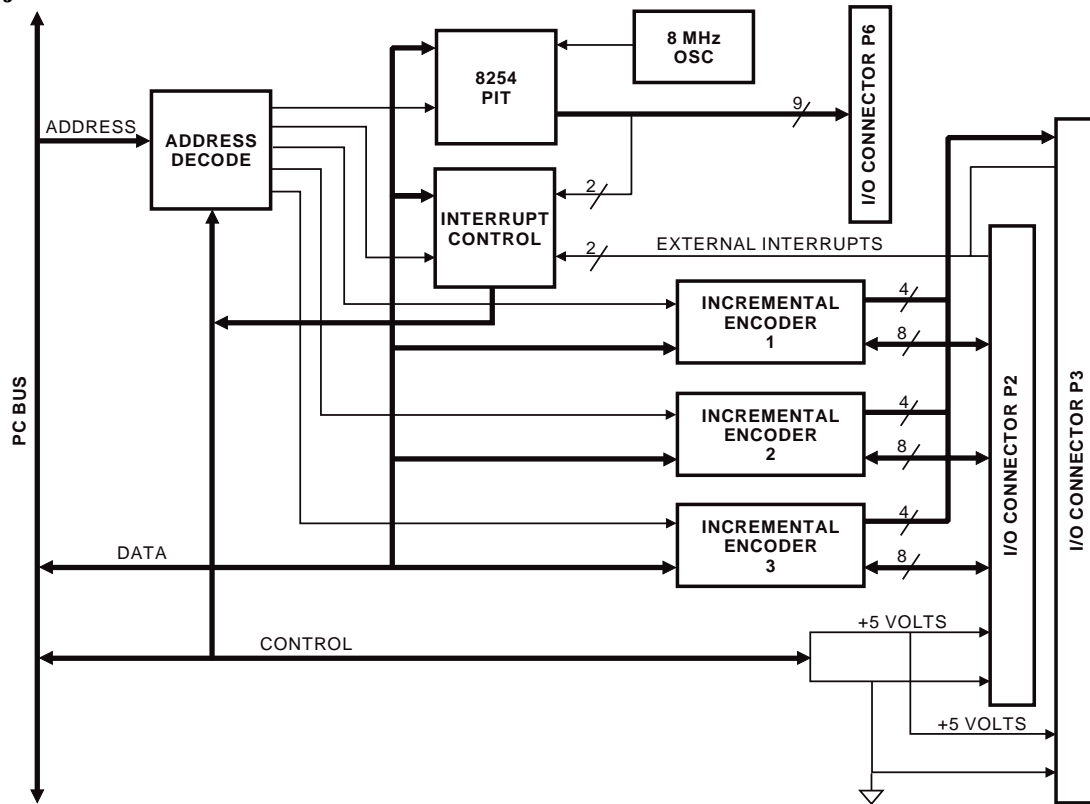 8 MHz
OSC
8254
PIT
I/O CONNECTOR P6
9
ADDRESS
ADDRESS
DECODE
2
INTERRUPT
CONTROL
2
EXTERNAL INTERRUPTS
INCREMENTAL
ENCODER
1
4
8
INCREMENTAL
ENCODER
2
4
8
INCREMENTAL
ENCODER
3
4
8
PC BUS
I/O CONNECTOR P2
I/O CONNECTOR P3
DATA
CONTROL
+5 VOLTS
+5 VOLTS